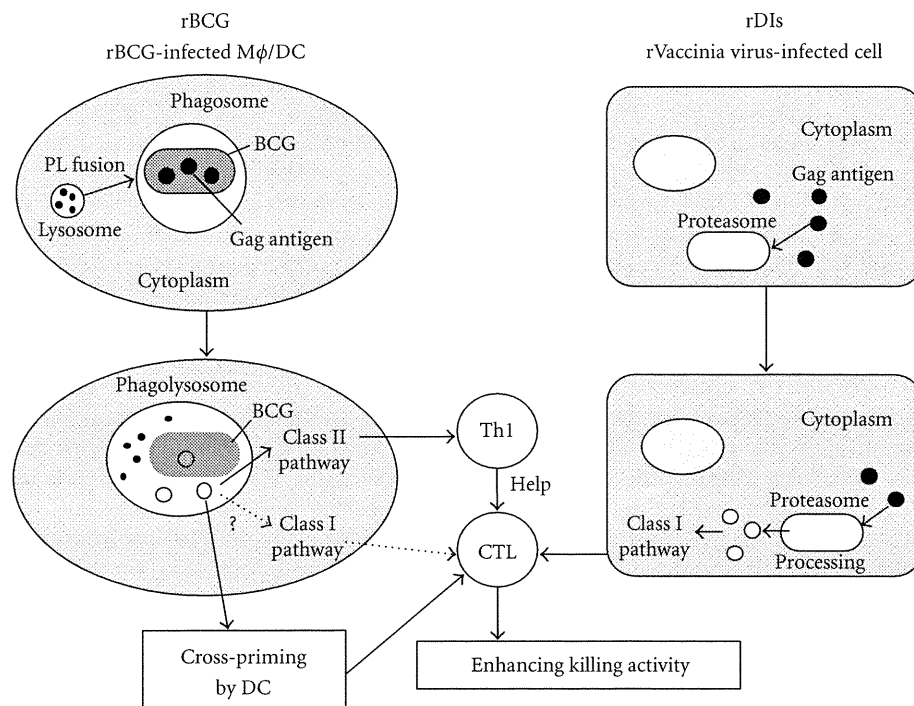 rBCG
rBCG-infected Mϕ/DC
Phagosome
BCG
PL fusion
Lysosome
Gag antigen
Cytoplasm
rDIs
rVaccinia virus-infected cell
Cytoplasm
Gag antigen
Proteasome
Phagolysosome
BCG
Class II
pathway
?
Class I
pathway
Th1
Help
CTL
Cytoplasm
Proteasome
Class I
pathway
Processing
Cross-priming
by DC
Enhancing killing activity